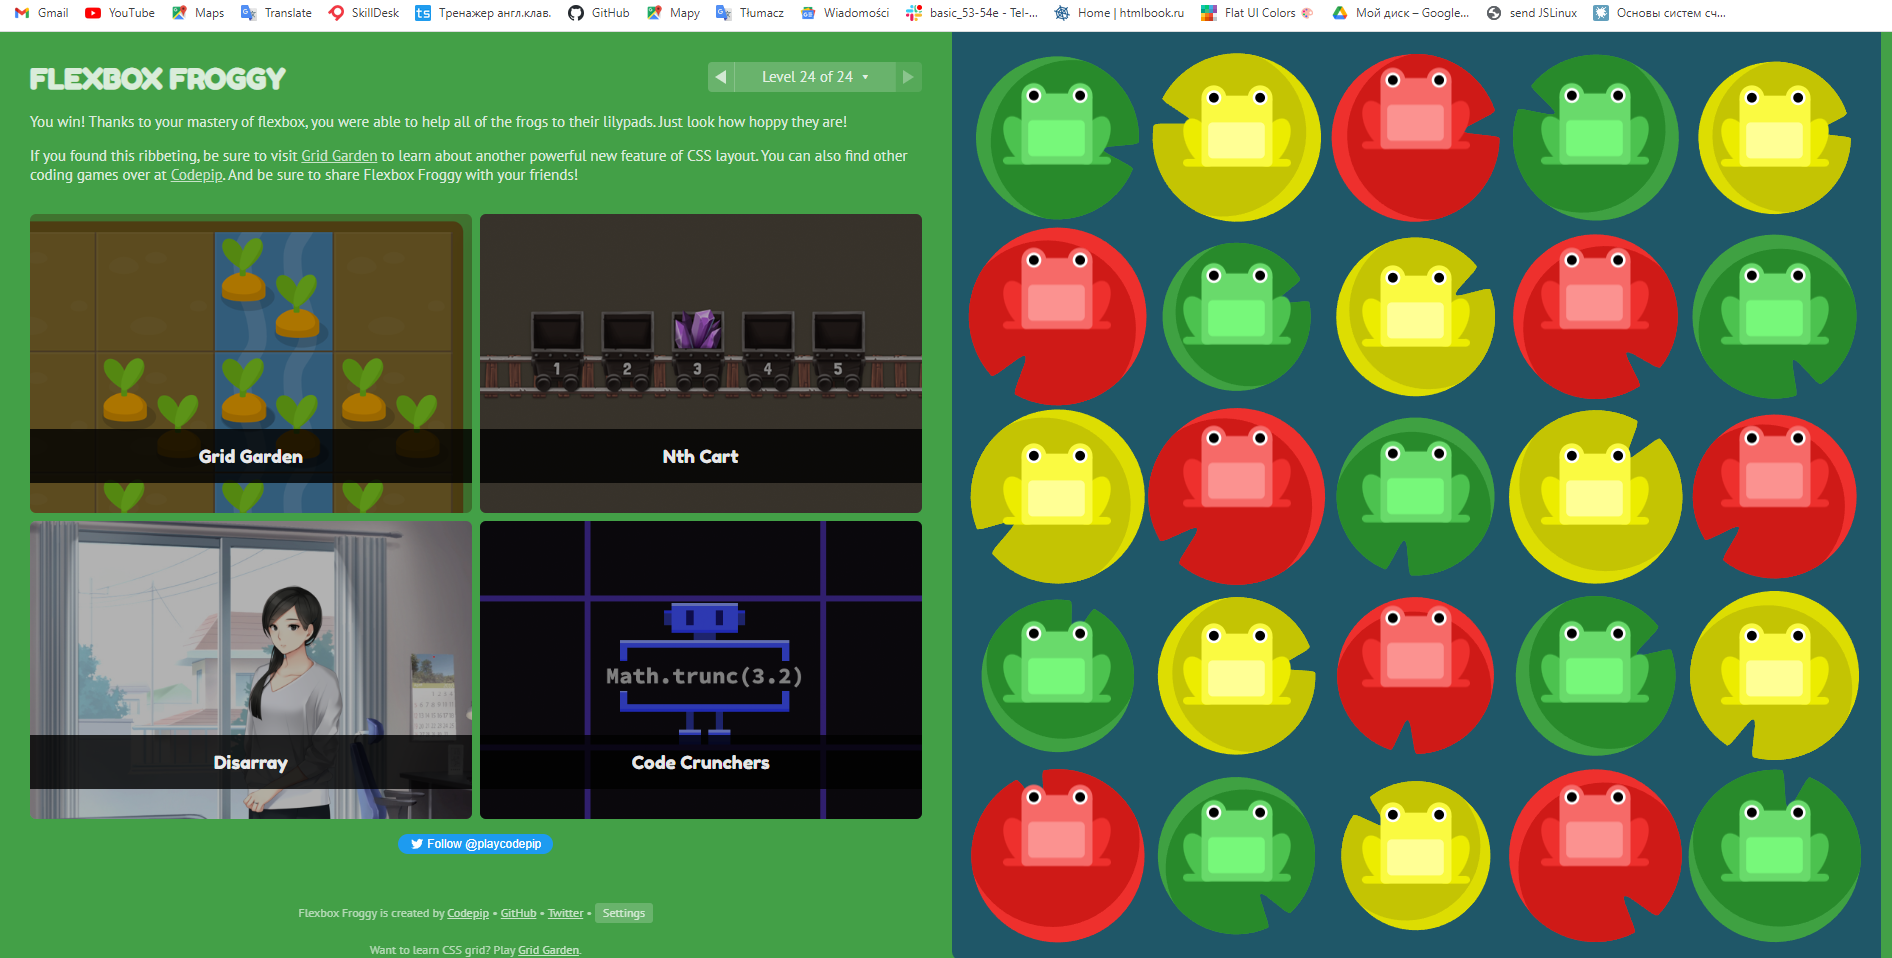 Gmail
YouTube
Maps
Translate
SkillDesk
ts Тренажер англ.клав.
GitHub
Mapy
Tłumacz
Wiadomości
basic_53-54e - Tel-...
Home | htmlbook.ru
Flat UI Colors
Мой диск – Google...
send JSLinux
Основы систем сч...
FLEXBOX FROGGY
Level 24 of 24
You win! Thanks to your mastery of flexbox, you were able to help all of the frogs to their lilypads. Just look how hoppy they are!
If you found this ribbeting, be sure to visit Grid Garden to learn about another powerful new feature of CSS layout. You can also find other
coding games over at Codepip. And be sure to share Flexbox Froggy with your friends!
1 2 3 4 5
Grid Garden
Nth Cart
Math.trunc(3.2)
Disarray
Code Crunchers
Follow @playcodepip
Flexbox Froggy is created by Codepip • GitHub • Twitter • Settings
Want to learn CSS grid? Play Grid Garden.